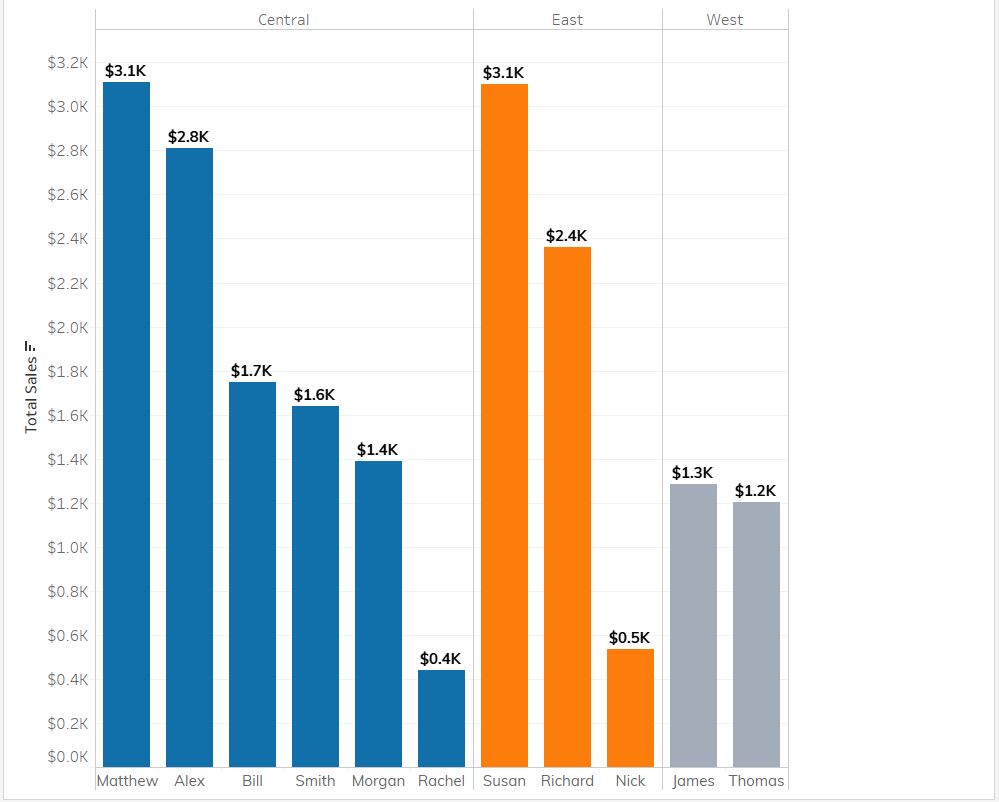 Central East West
$3.2K
$3.1K $3.1K
$3.0K
$2.8K
$2.8K
$2.6K
$2.4K
$2.4K
$2.2K
$2.0K
$1.8K
$1.7K
$1.6K
$1.6K
$1.4K
$1.4K
$1.3K
$1.2K
$1.2K
$1.0K
$0.8K
$0.6K
$0.5K
$0.4K
$0.4K
$0.2K
$0.0K
Total Sales
Matthew Alex Bill Smith Morgan Rachel Susan Richard Nick James Thomas